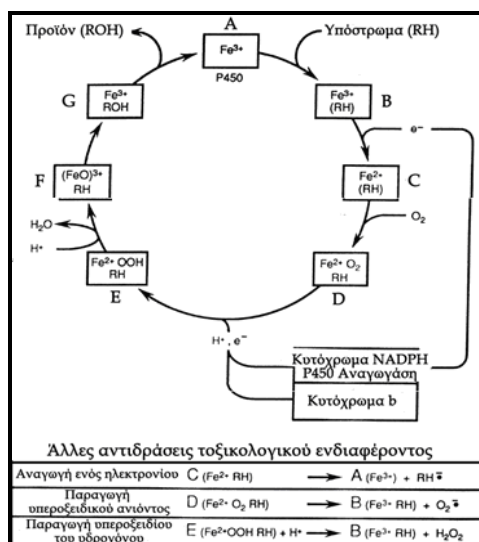 A
Προϊόν (ROH)
Fe³⁺
P450
Υπόστρωμα (RH)
G
Fe³⁺
ROH
Fe³⁺
(RH)
B
e⁻
F
(FeO)³⁺
RH
Fe²⁺
(RH)
C
H₂O
H⁺
O₂
Fe²⁺ OOH
RH
E
Fe²⁺ O₂
RH
D
H⁺, e⁻
Κυτόχρωμα NADPH
P450 Αναγωγάση
Κυτόχρωμα b
Άλλες αντιδράσεις τοξικολογικού ενδιαφέροντος
Αναγωγή ενός ηλεκτρονίου C (Fe²⁺ RH) → A (Fe³⁺) + RH•⁻
Παραγωγή
υπεροξειδικού ανιόντος D (Fe²⁺ O₂ RH) → B (Fe³⁺ RH) + O₂•⁻
Παραγωγή υπεροξειδίου
του υδρογόνου E (Fe²⁺OOH RH) + H⁺ → B (Fe³⁺ RH) + H₂O₂